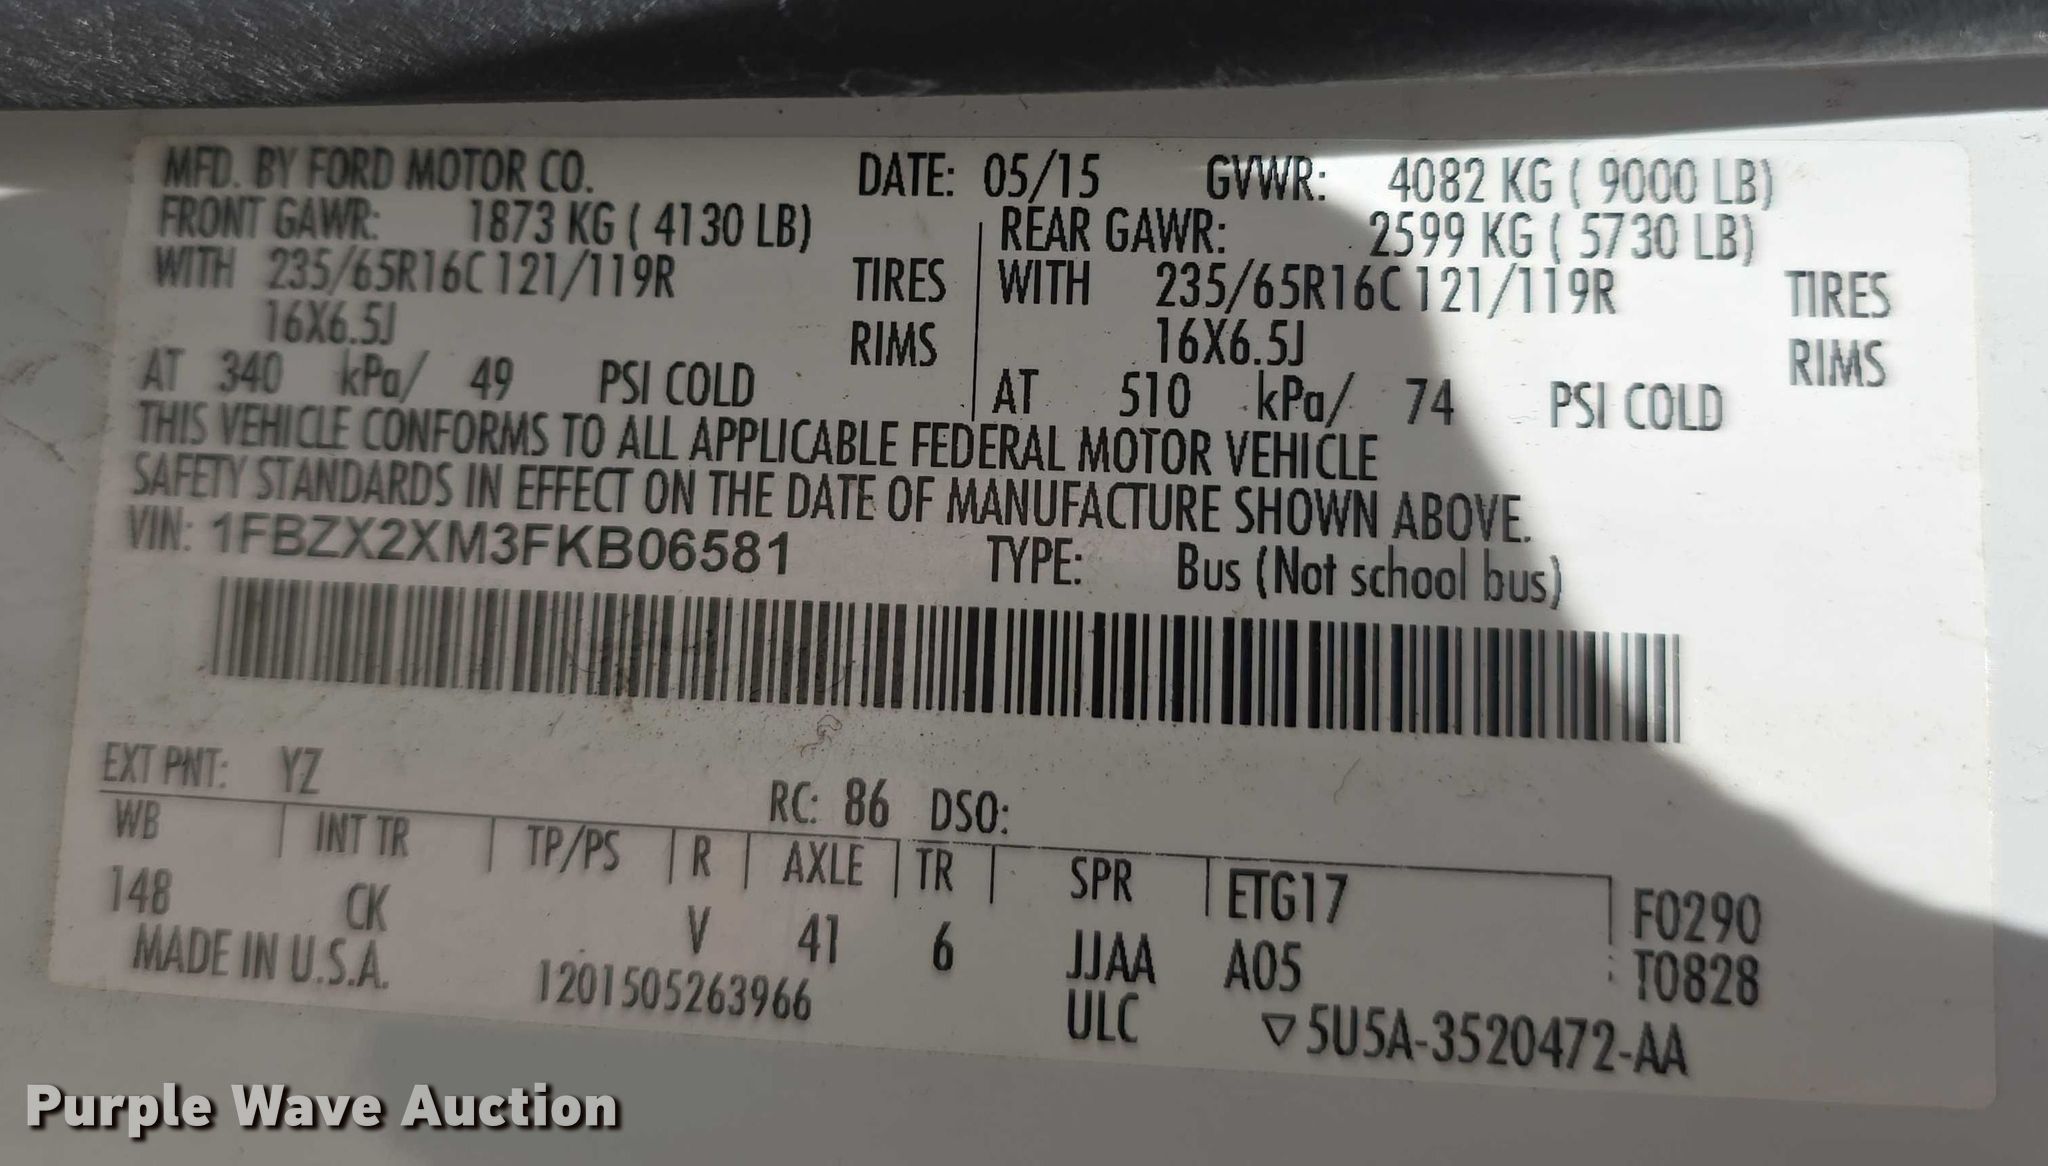 MFD. BY FORD MOTOR CO. DATE: 05/15 GVWR: 4082 KG ( 9000 LB)
FRONT GAWR: 1873 KG ( 4130 LB) REAR GAWR: 2599 KG ( 5730 LB)
WITH 235/65R16C 121/119R TIRES WITH 235/65R16C 121/119R TIRES
16X6.5J RIMS 16X6.5J RIMS
AT 340 kPa/ 49 PSI COLD AT 510 kPa/ 74 PSI COLD
THIS VEHICLE CONFORMS TO ALL APPLICABLE FEDERAL MOTOR VEHICLE
SAFETY STANDARDS IN EFFECT ON THE DATE OF MANUFACTURE SHOWN ABOVE.
VIN: 1FBZX2XM3FKB06581 TYPE: Bus (Not school bus)
EXT PNT: YZ RC: 86 DSO:
WB INT TR TP/PS R AXLE TR SPR ETG17 F0290
148 CK V 41 6 JJAA A05 T0828
MADE IN U.S.A. 1201505263966 ULC ▽5U5A-3520472-AA
Purple Wave Auction